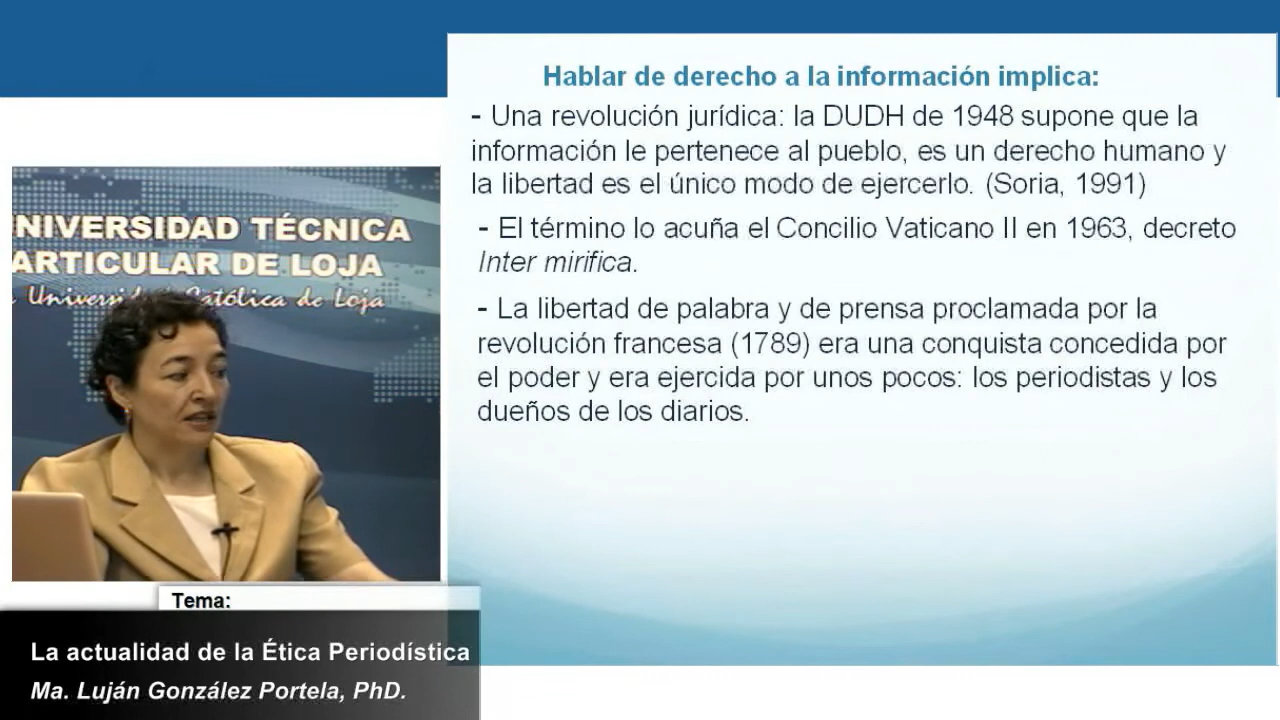 Hablar de derecho a la información implica:
- Una revolución jurídica: la DUDH de 1948 supone que la
información le pertenece al pueblo, es un derecho humano y
la libertad es el único modo de ejercerlo. (Soria, 1991)
- El término lo acuña el Concilio Vaticano II en 1963, decreto
Inter mirifica.
- La libertad de palabra y de prensa proclamada por la
revolución francesa (1789) era una conquista concedida por
el poder y era ejercida por unos pocos: los periodistas y los
dueños de los diarios.
NIVERSIDAD TÉCNICA
ARTICULAR DE LOJA
Católica de Loja
Tema:
La actualidad de la Ética Periodística
Ma. Luján González Portela, PhD.